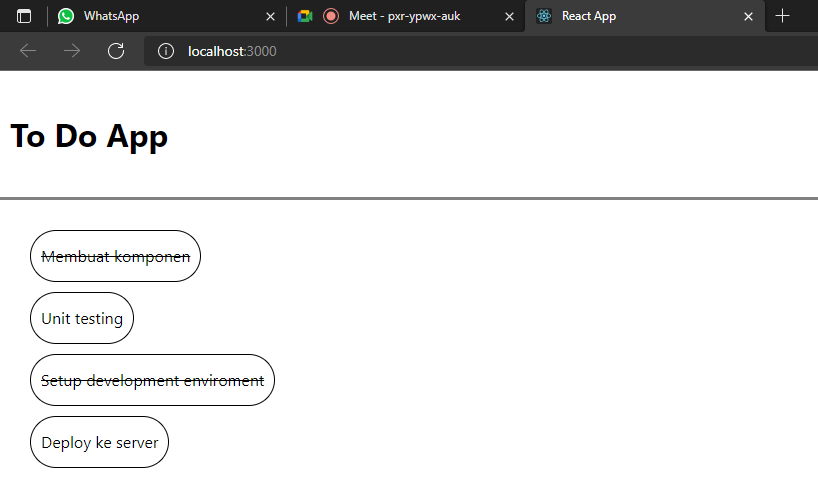 WhatsApp
Meet - pxr-ypwx-auk
React App
localhost:3000
To Do App
Membuat komponen
Unit testing
Setup development enviroment
Deploy ke server